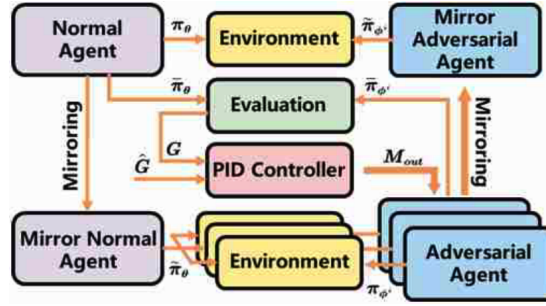 Normal
Agent
π_θ
Environment
π̃_ϕ'
Mirror
Adversarial
Agent
π̄_θ
Evaluation
π̄_ϕ'
Mirroring
G
Ĝ
PID Controller
M_out
Mirroring
Mirror Normal
Agent
π̃_θ
Environment
π_ϕ'
Adversarial
Agent